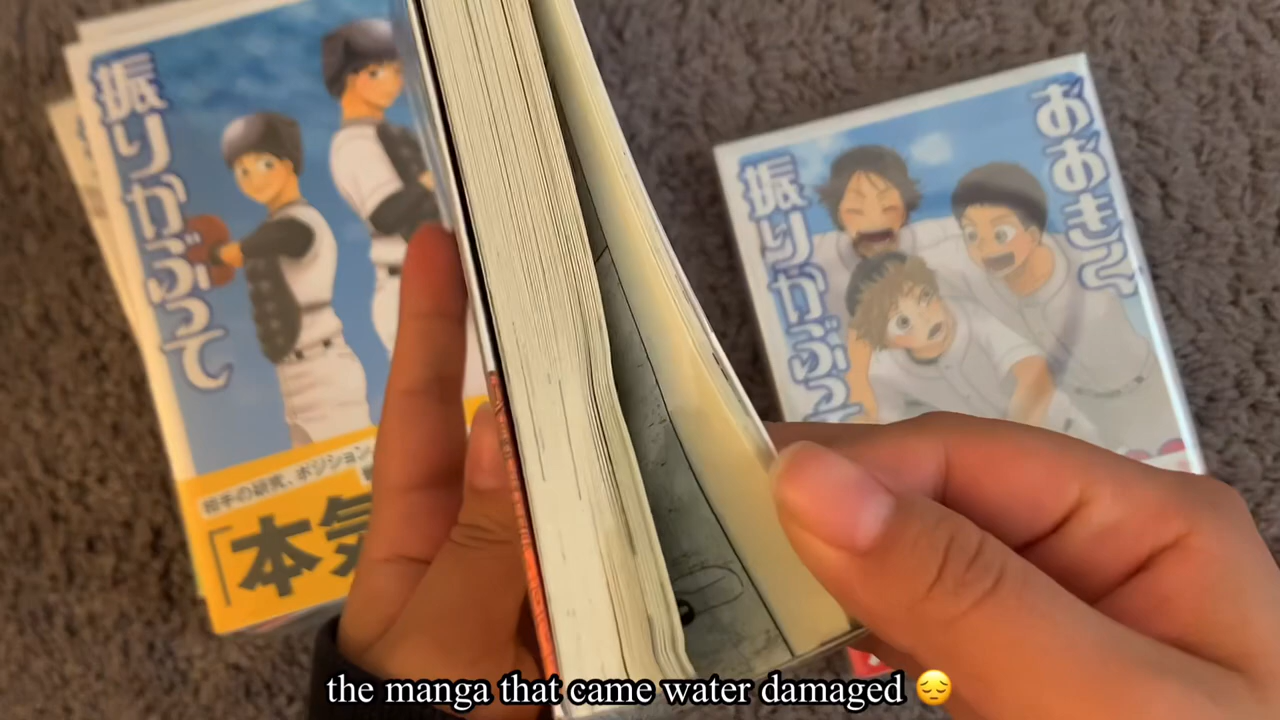 振りかぶって
相手の研究、ポジション
「本気
おおきく
振りかぶって
the manga that came water damaged 😔